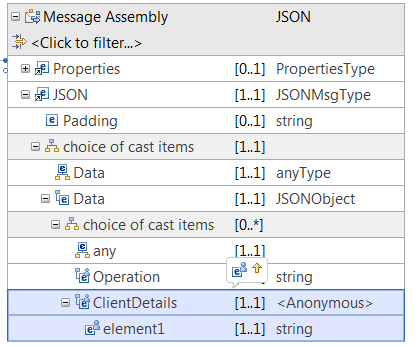 Message Assembly JSON
<Click to filter...>
Properties [0..1] PropertiesType
JSON [1..1] JSONMsgType
Padding [0..1] string
choice of cast items [1..1]
Data [1..1] anyType
Data [1..1] JSONObject
choice of cast items [0..*]
any [1..1]
Operation string
ClientDetails [1..1] <Anonymous>
element1 [1..1] string